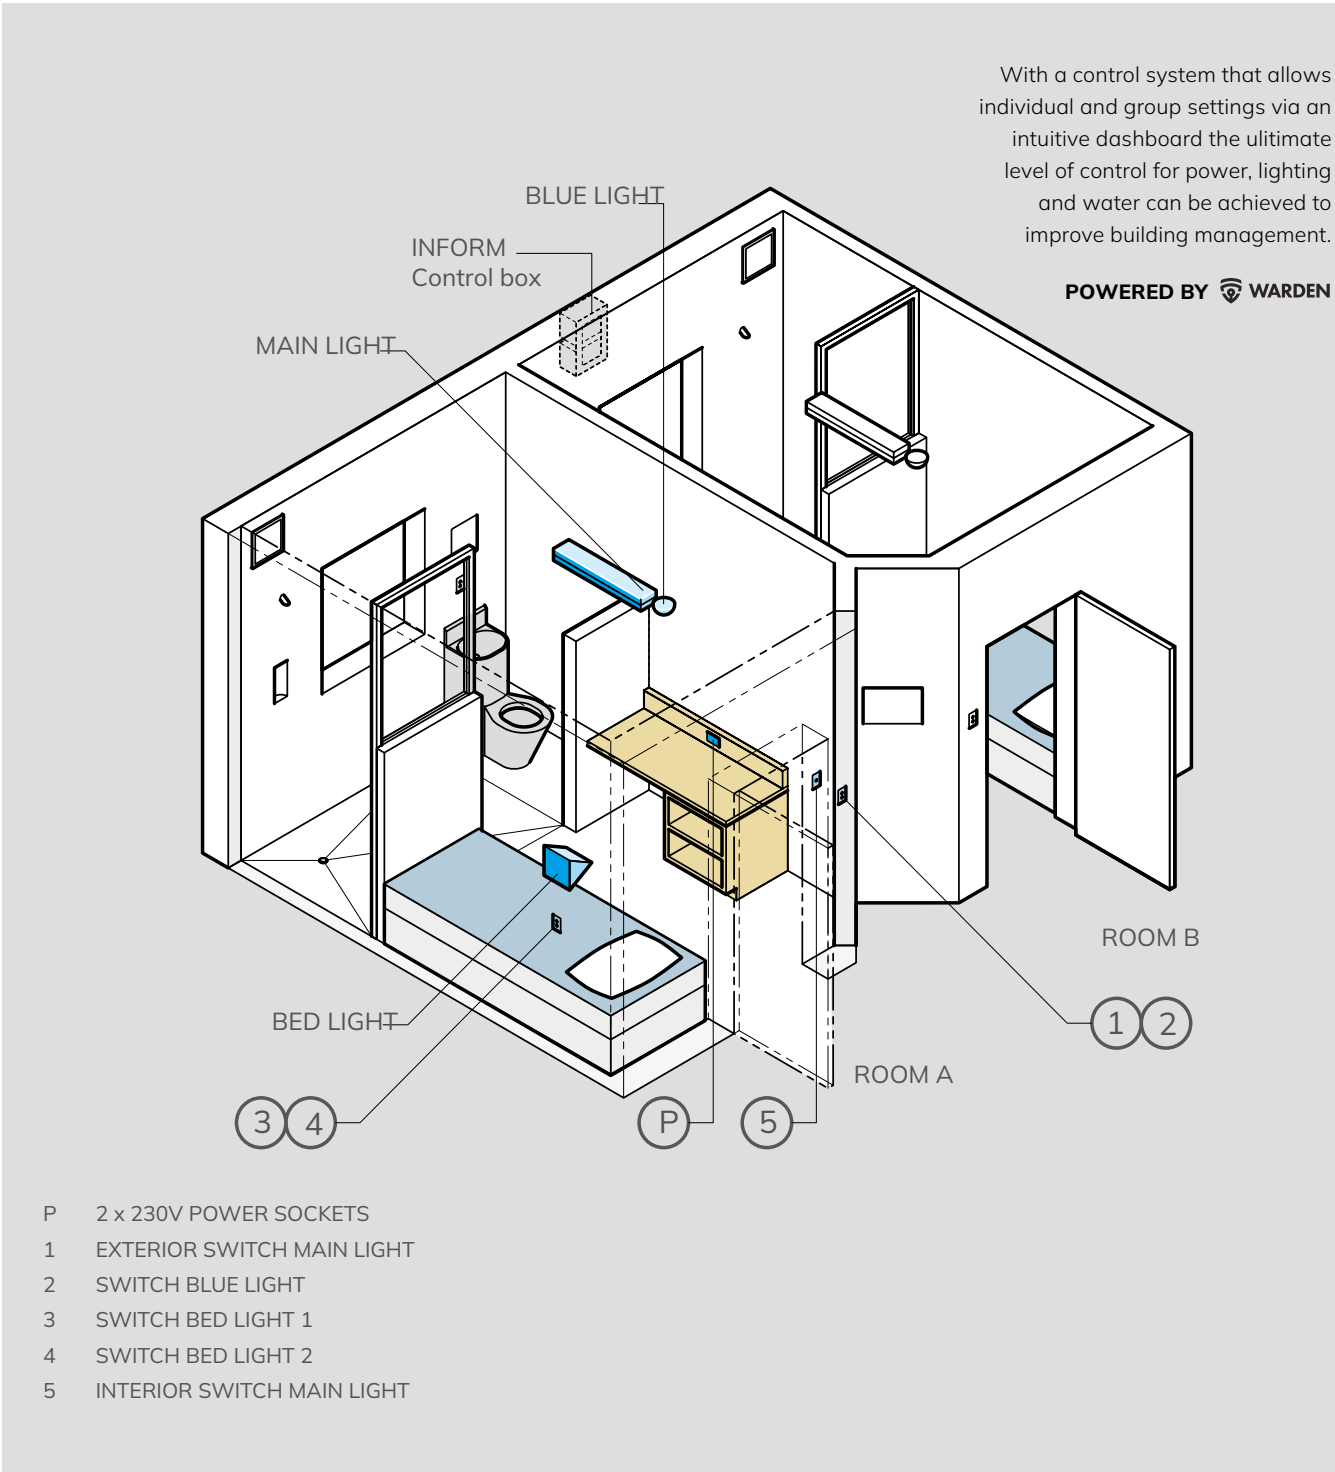 With a control system that allows
individual and group settings via an
intuitive dashboard the ulitimate
level of control for power, lighting
and water can be achieved to
improve building management.
POWERED BY WARDEN
BLUE LIGHT
INFORM
Control box
MAIN LIGHT
ROOM B
1 2
BED LIGHT
ROOM A
3 4
P
5
P 2 x 230V POWER SOCKETS
1 EXTERIOR SWITCH MAIN LIGHT
2 SWITCH BLUE LIGHT
3 SWITCH BED LIGHT 1
4 SWITCH BED LIGHT 2
5 INTERIOR SWITCH MAIN LIGHT